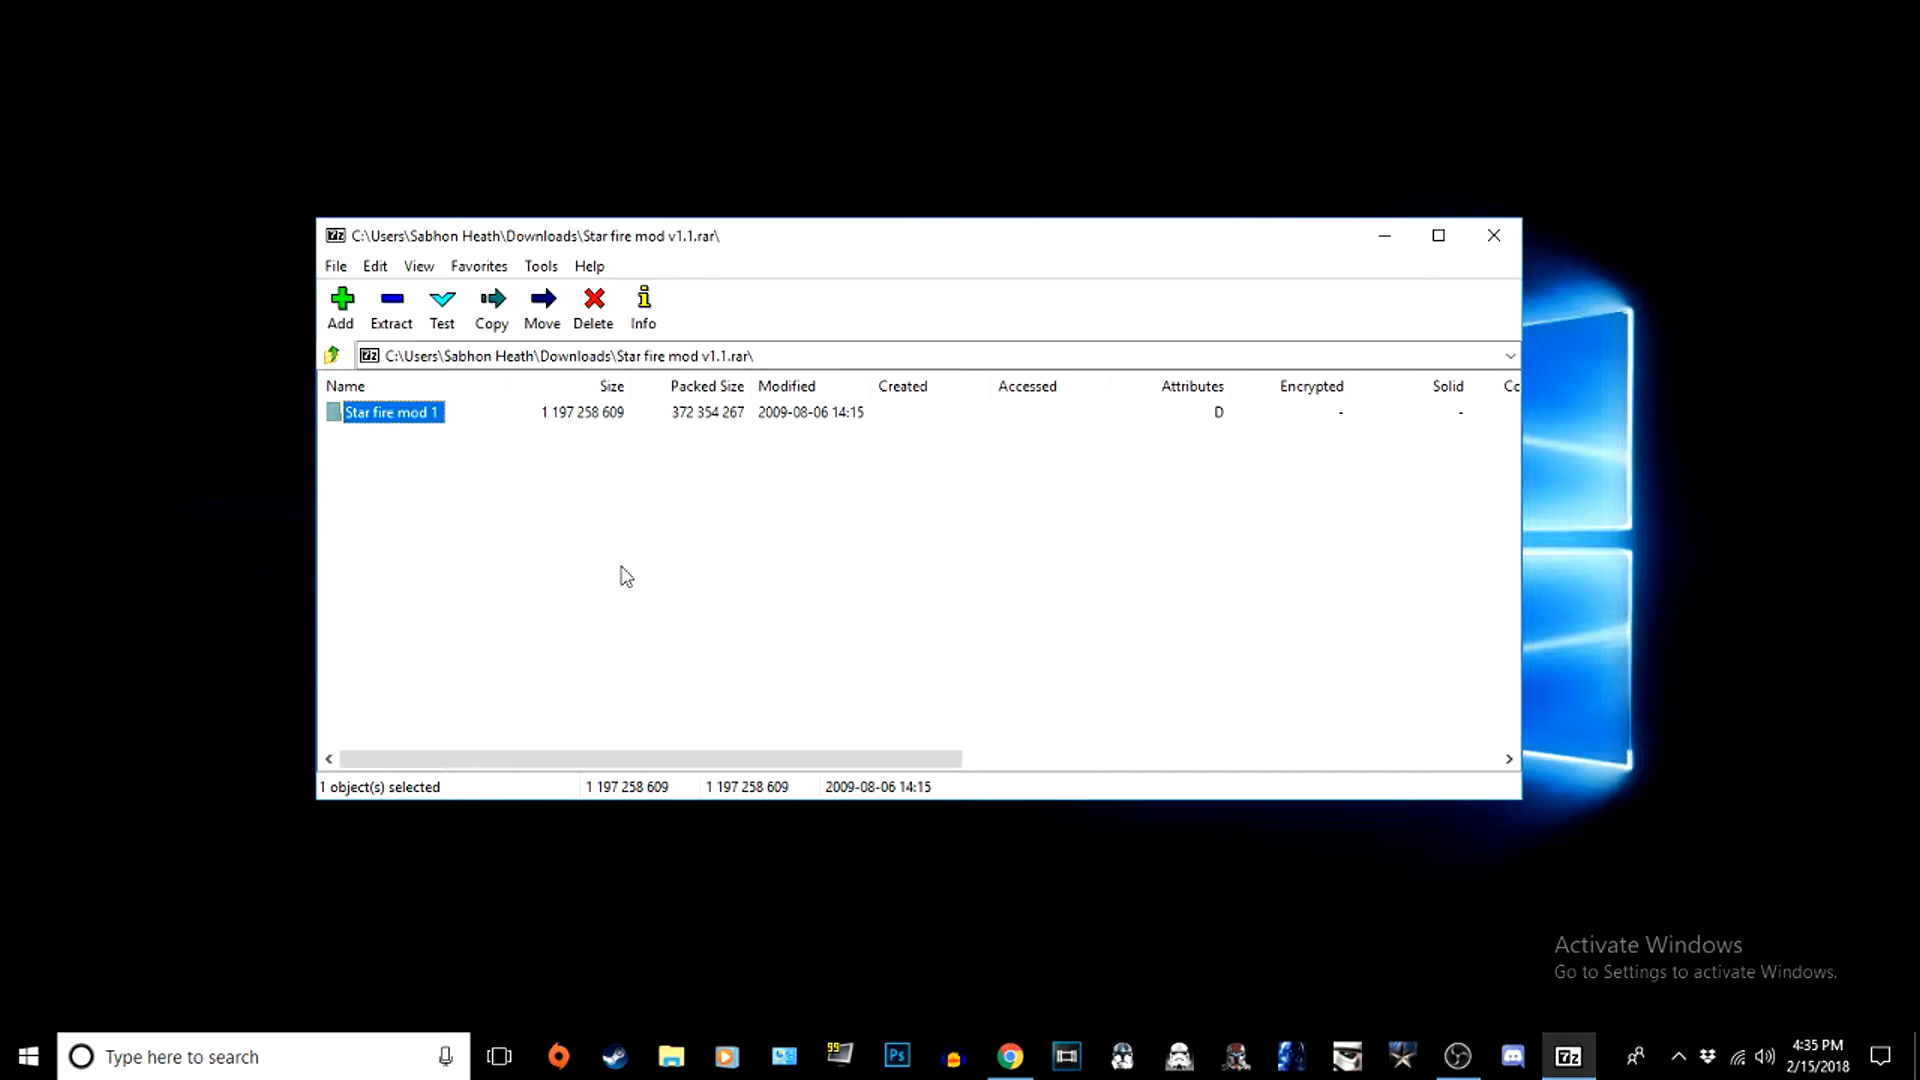 C:\Users\Sabhon Heath\Downloads\Star fire mod v1.1.rar\
File Edit View Favorites Tools Help
Add Extract Test Copy Move Delete Info
C:\Users\Sabhon Heath\Downloads\Star fire mod v1.1.rar\
Name Size Packed Size Modified Created Accessed Attributes Encrypted Solid Cc
Star fire mod 1 1 197 258 609 372 354 267 2009-08-06 14:15 D - -
1 object(s) selected 1 197 258 609 1 197 258 609 2009-08-06 14:15
Activate Windows
Go to Settings to activate Windows.
Type here to search
99
Ps
7z
4:35 PM
2/15/2018